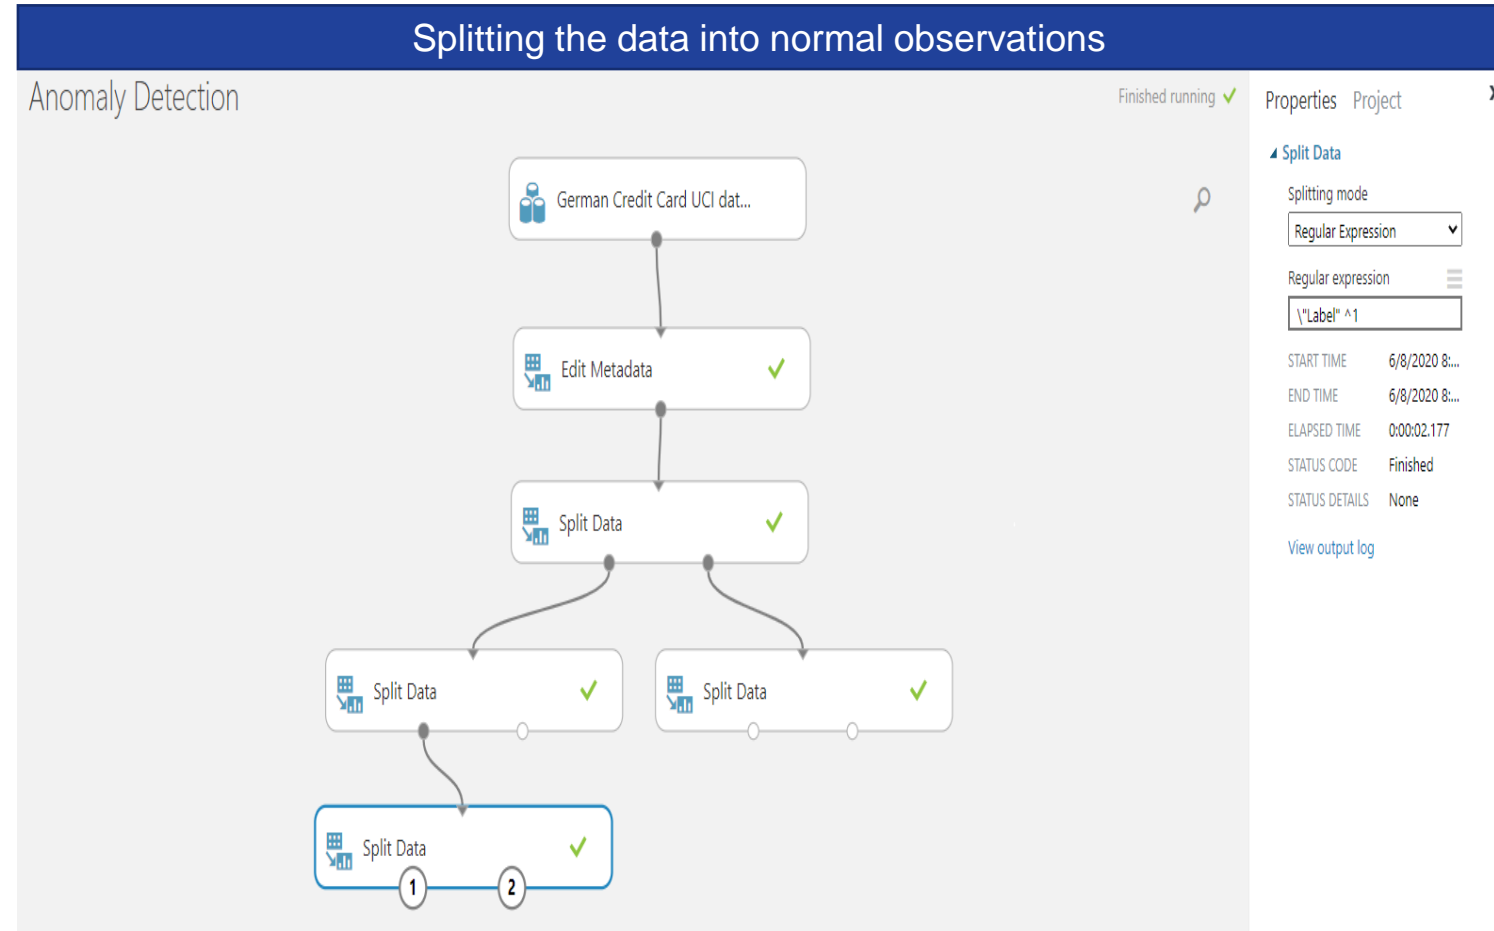 Splitting the data into normal observations
Anomaly Detection
Finished running
Properties Project
Split Data
Splitting mode
Regular Expression
Regular expression
\"Label" ^1
START TIME 6/8/2020 8:...
END TIME 6/8/2020 8:...
ELAPSED TIME 0:00:02.177
STATUS CODE Finished
STATUS DETAILS None
View output log
German Credit Card UCI dat...
Edit Metadata
Split Data
Split Data
Split Data
Split Data
1
2